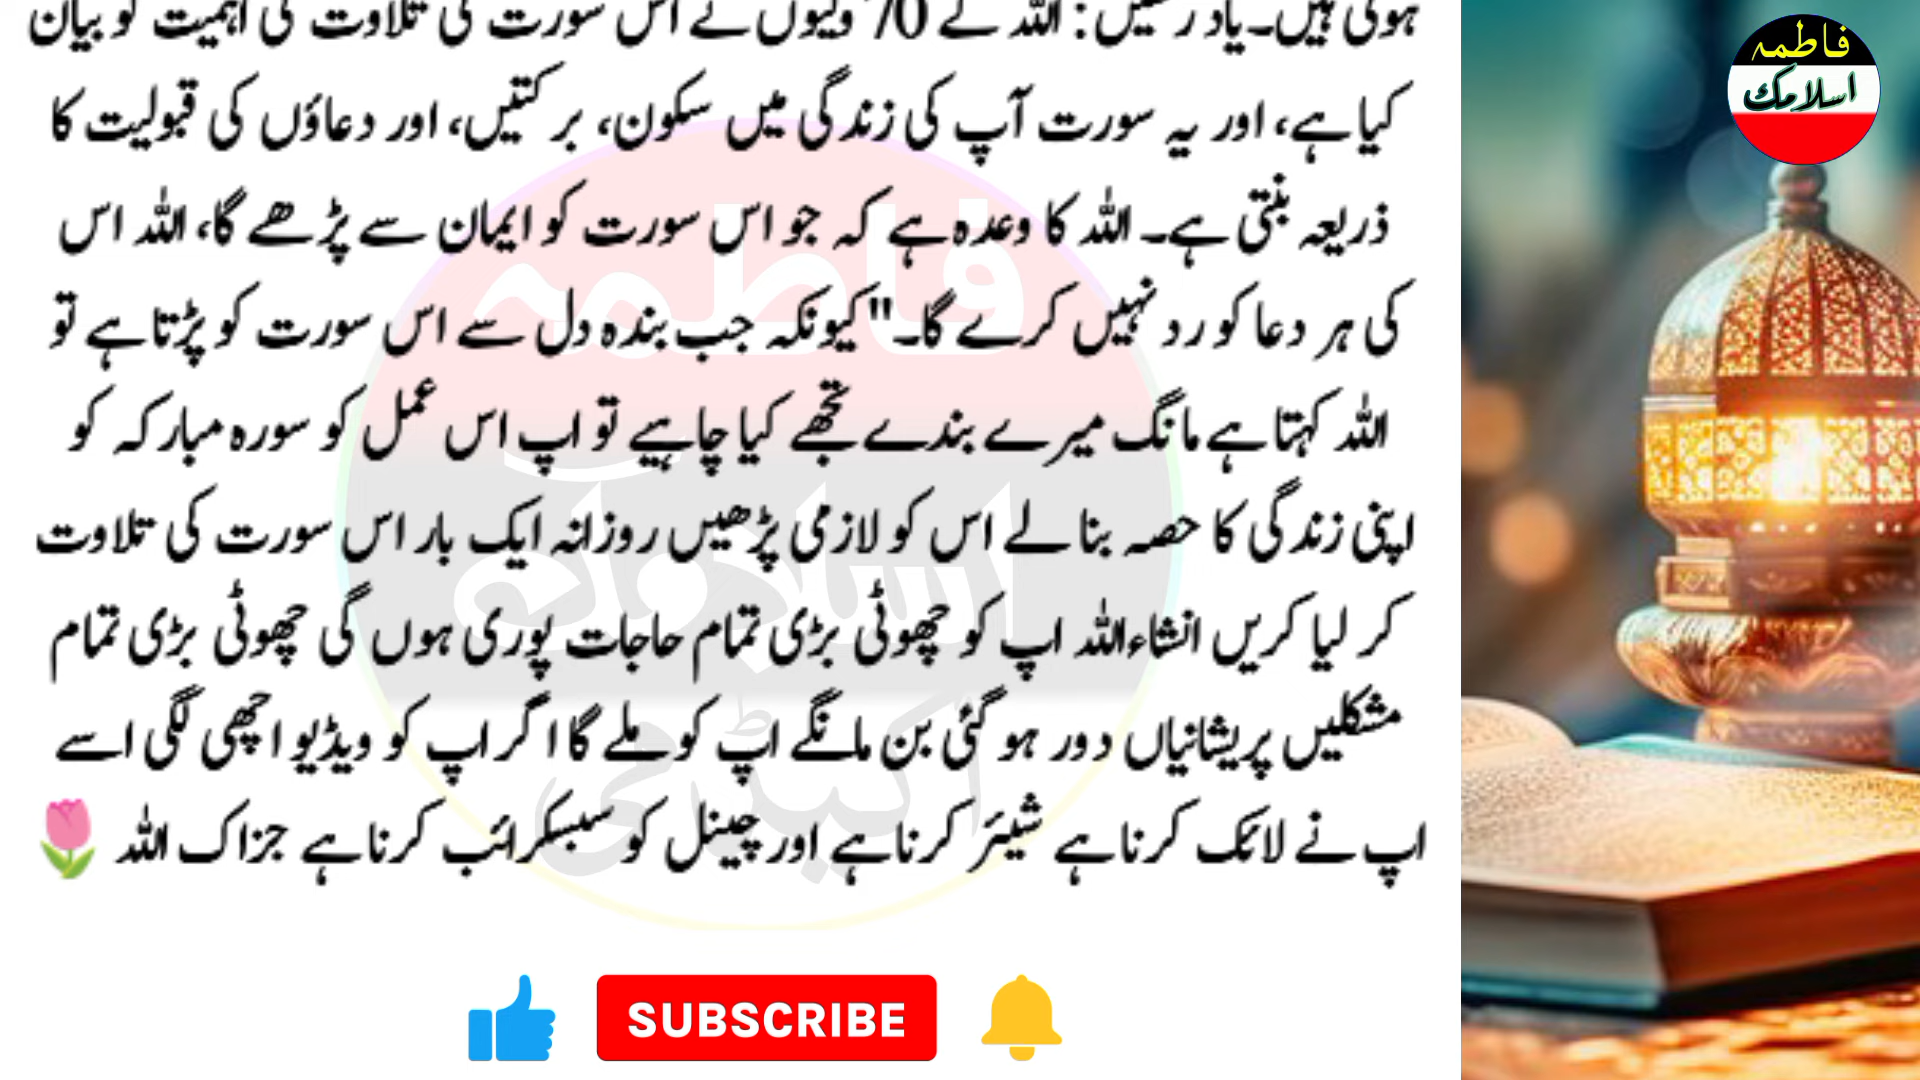 ہوتی ہیں۔ یاد رکھیں: اللہ کے 70 ولیوں نے اس سورت کی تلاوت کی اہمیت کو بیان
کیا ہے، اور یہ سورت آپ کی زندگی میں سکون، برکتیں، اور دعاؤں کی قبولیت کا
ذریعہ بنتی ہے۔ اللہ کا وعدہ ہے کہ جو اس سورت کو ایمان سے پڑھے گا، اللہ اس
کی ہر دعا کو رد نہیں کرے گا۔" کیونکہ جب بندہ دل سے اس سورت کو پڑتا ہے تو
اللہ کہتا ہے مانگ میرے بندے تجھے کیا چاہیے تو اپ اس عمل کو سورہ مبارکہ کو
اپنی زندگی کا حصہ بنا لے اس کو لازمی پڑھیں روزانہ ایک بار اس سورت کی تلاوت
کر لیا کریں انشاءاللہ اپ کو چھوٹی بڑی تمام حاجات پوری ہوں گی چھوٹی بڑی تمام
مشکلیں پریشانیاں دور ہو گئی بن مانگے اپ کو ملے گا اگر اپ کو ویڈیو اچھی لگی اسے
اپ نے لائک کرنا ہے شیئر کرنا ہے اور چینل کو سبسکرائب کرنا ہے جزاک اللہ 🌷
SUBSCRIBE
فاطمہ
اسلامک
فاطمہ
اسلامک
اکیڈمی